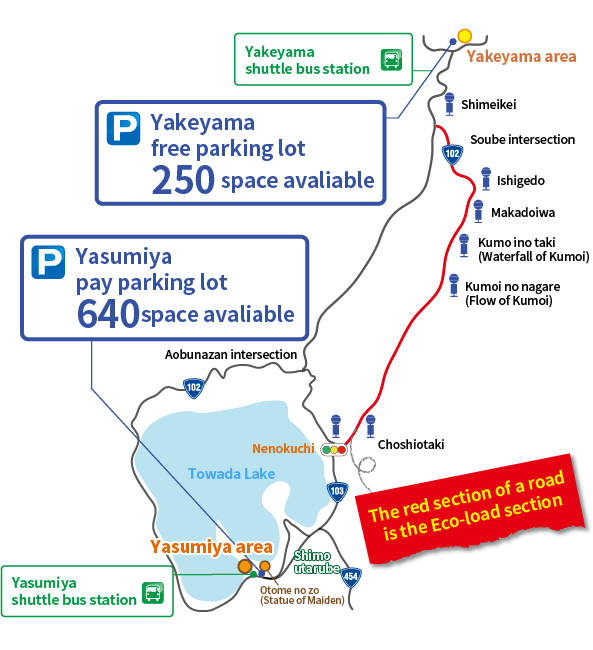 Yakeyama
shuttle bus station
Yakeyama area
P
Yakeyama
free parking lot
250 space avaliable
Shimeikei
Soube intersection
102
Ishigedo
Makadoiwa
Kumo ino taki
(Waterfall of Kumoi)
Kumoi no nagare
(Flow of Kumoi)
P
Yasumiya
pay parking lot
640 space avaliable
Aobunazan intersection
102
Choshiotaki
Nenokuchi
Towada Lake
103
The red section of a road
is the Eco-load section
Yasumiya area
Shimo
utarube
454
Otome no zo
(Statue of Maiden)
Yasumiya
shuttle bus station